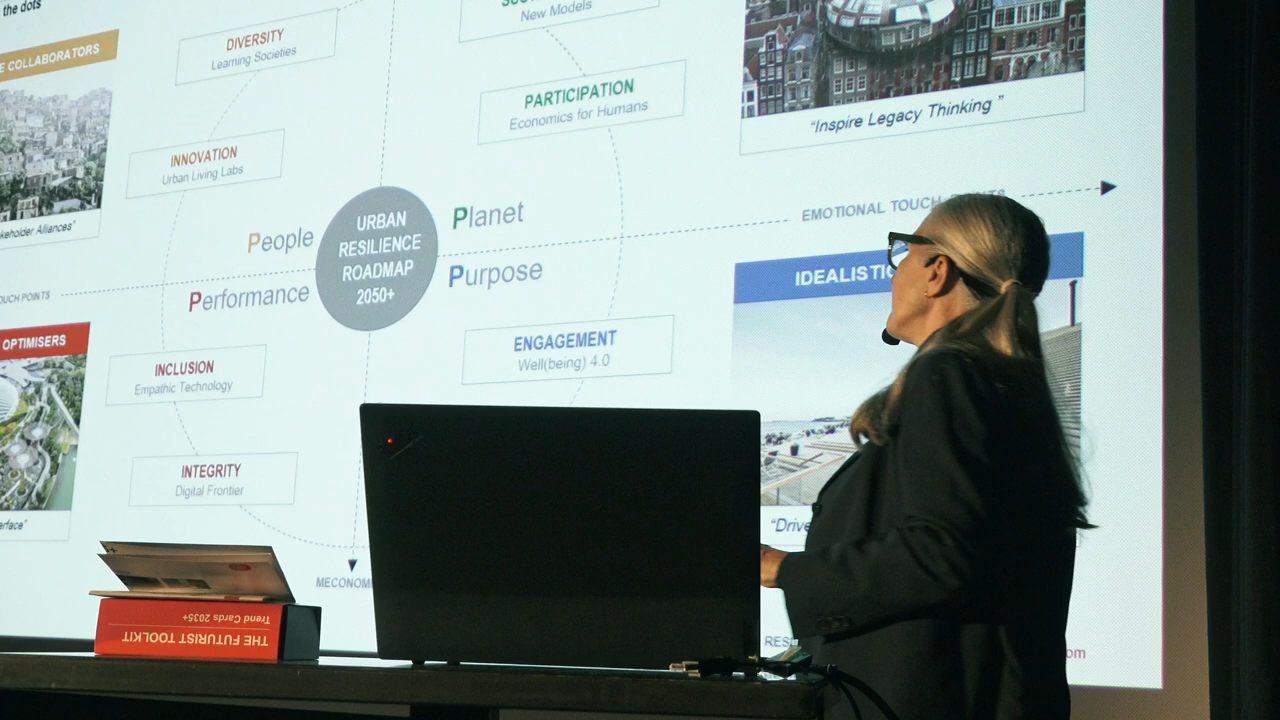 the dots
E COLLABORATORS
keholder Alliances"
DIVERSITY
Learning Societies
New Models
INNOVATION
Urban Living Labs
PARTICIPATION
Economics for Humans
"Inspire Legacy Thinking"
People
Planet
URBAN
RESILIENCE
ROADMAP
2050+
Performance
Purpose
OUCH POINTS
EMOTIONAL TOUCH POINTS
OPTIMISERS
erface"
INCLUSION
Empathic Technology
ENGAGEMENT
Well(being) 4.0
IDEALISTIC
"Drive
INTEGRITY
Digital Frontier
MECONOM
RESI
om
THE FUTURIST TOOLKIT
Trend Cards 2035+